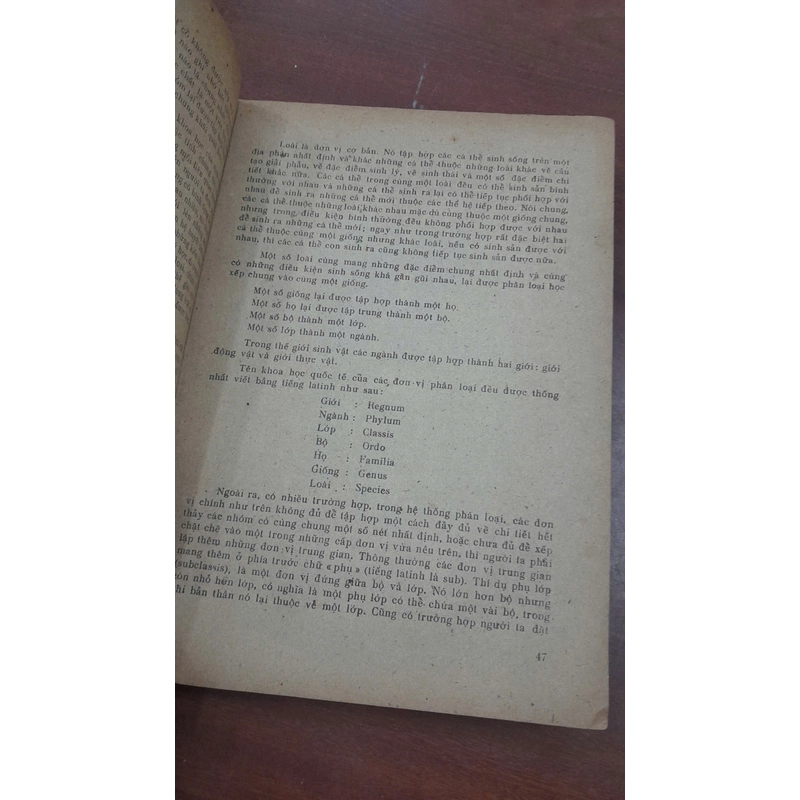 cố không được
nào ghi
nào là
chất là một
lại được
chúng khác
khoa học
tính
Loài là đơn vị cơ bản. Nó tập hợp các cá thể sinh sống trên một
địa phận nhất định và khác những cá thể thuộc những loài khác về cấu
tạo giải phẫu, về đặc điểm sinh lý, về sinh thái và một số đặc điểm chi
tiết khác nữa. Các cá thể trong cùng một loài đều có thể sinh sản bình
thường với nhau và những cá thể sinh ra lại có thể tiếp tục phối hợp với
nhau để sinh ra những cá thể mới thuộc các thế hệ tiếp theo. Nói chung,
các cá thể thuộc những loài khác nhau mặc dù cùng thuộc một giống chung,
nhưng trong điều kiện bình thường đều không phối hợp được với nhau
để sinh ra những cá thể mới; ngay như trong trường hợp rất đặc biệt hai
cá thể thuộc cùng một giống nhưng khác loài, nếu có sinh sản được với
nhau, thì các cá thể con sinh ra cũng không tiếp tục sinh sản được nữa.
Một số loài cùng mang những đặc điểm chung nhất định và cùng
có những điều kiện sinh sống khá gần gũi nhau, lại được phân loại học
xếp chung vào cùng một giống.
Một số giống lại được tập hợp thành một họ.
Một số họ lại được tập trung thành một bộ.
Một số bộ thành một lớp.
Một số lớp thành một ngành.
Trong thế giới sinh vật các ngành được tập hợp thành hai giới: giới
động vật và giới thực vật.
Tên khoa học quốc tế của các đơn vị phân loại đều được thống
nhất viết bằng tiếng latinh như sau:
Giới : Regnum
Ngành : Phylum
Lớp : Classis
Bộ : Ordo
Họ : Familia
Giống : Genus
Loài : Species
Ngoài ra, có nhiều trường hợp, trong hệ thống phân loại, các đơn
vị chính như trên không đủ để tập hợp một cách đầy đủ về chi tiết hết
thảy các nhóm có cùng chung một số nét nhất định, hoặc chưa đủ để xếp
chặt chẽ vào một trong những cấp đơn vị vừa nêu trên, thì người ta phải
lập thêm những đơn vị trung gian. Thông thường các đơn vị trung gian
mang thêm ở phía trước chữ «phụ» (tiếng latinh là sub). Thí dụ phụ lớp
(subclassis), là một đơn vị đứng giữa bộ và lớp. Nó lớn hơn bộ nhưng
còn nhỏ hơn lớp, có nghĩa là một phụ lớp có thể chứa một vài bộ, trong
khi bản thân nó lại thuộc về một lớp. Cũng có trường hợp người ta đặt
47